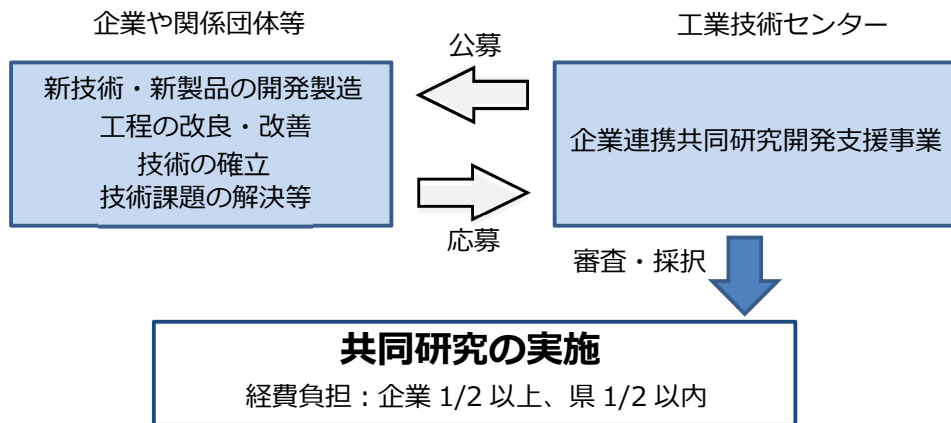 企業や関係団体等
工業技術センター
公募
新技術・新製品の開発製造
工程の改良・改善
技術の確立
技術課題の解決等
企業連携共同研究開発支援事業
応募
審査・採択
共同研究の実施
経費負担：企業 1/2 以上、県 1/2 以内